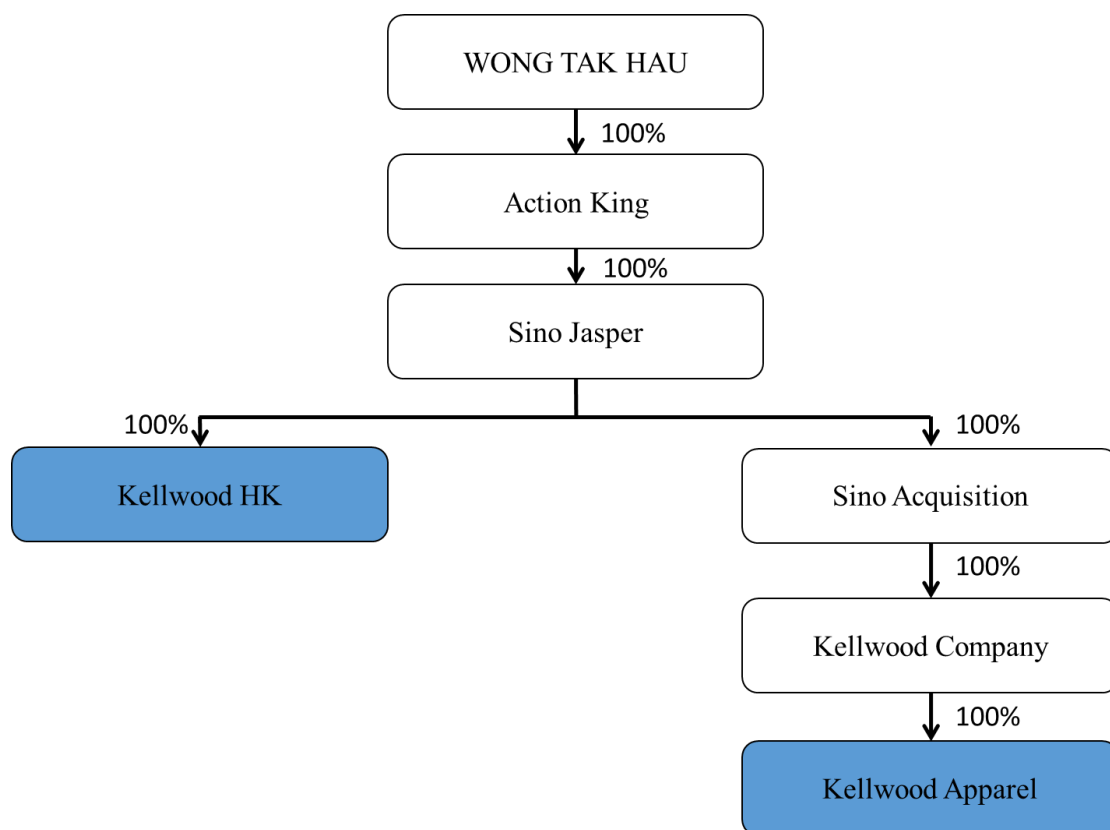 WONG TAK HAU
100%
Action King
100%
Sino Jasper
100%
100%
Kellwood HK
Sino Acquisition
100%
Kellwood Company
100%
Kellwood Apparel